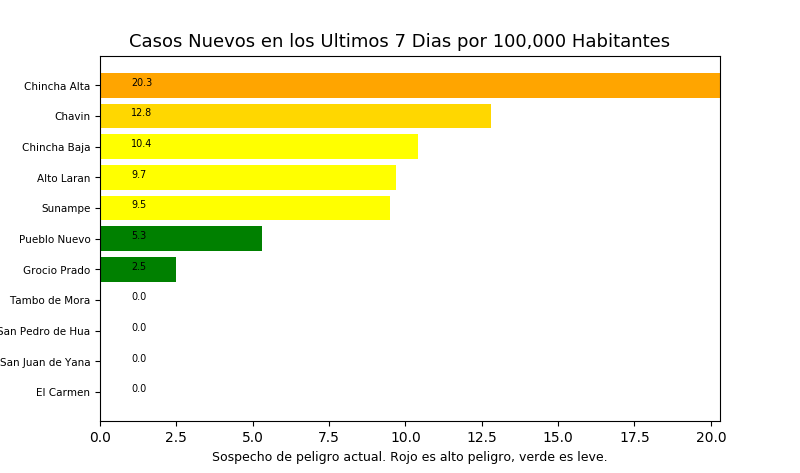 Casos Nuevos en los Ultimos 7 Dias por 100,000 Habitantes
Chincha Alta 20.3
Chavin 12.8
Chincha Baja 10.4
Alto Laran 9.7
Sunampe 9.5
Pueblo Nuevo 5.3
Grocio Prado 2.5
Tambo de Mora 0.0
San Pedro de Hua 0.0
San Juan de Yana 0.0
El Carmen 0.0
0.0 2.5 5.0 7.5 10.0 12.5 15.0 17.5 20.0
Sospecho de peligro actual. Rojo es alto peligro, verde es leve.